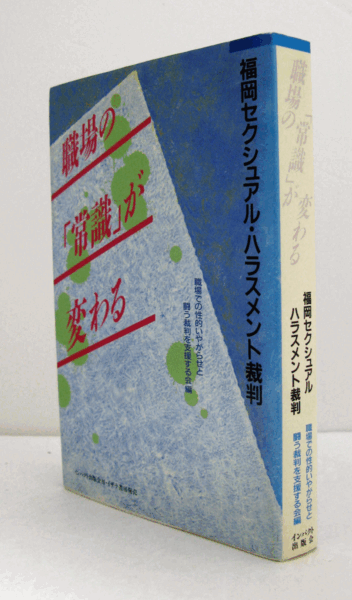 福岡セクシュアル・ハラスメント裁判
職場の
「常識」が
変わる
職場での性的いやがらせと
闘う裁判を支援する会編
職場の
「常識」が
変わる
福岡セクシュアル
ハラスメント裁判
職場での性的いやがらせと
闘う裁判を支援する会編
インパクト
出版会